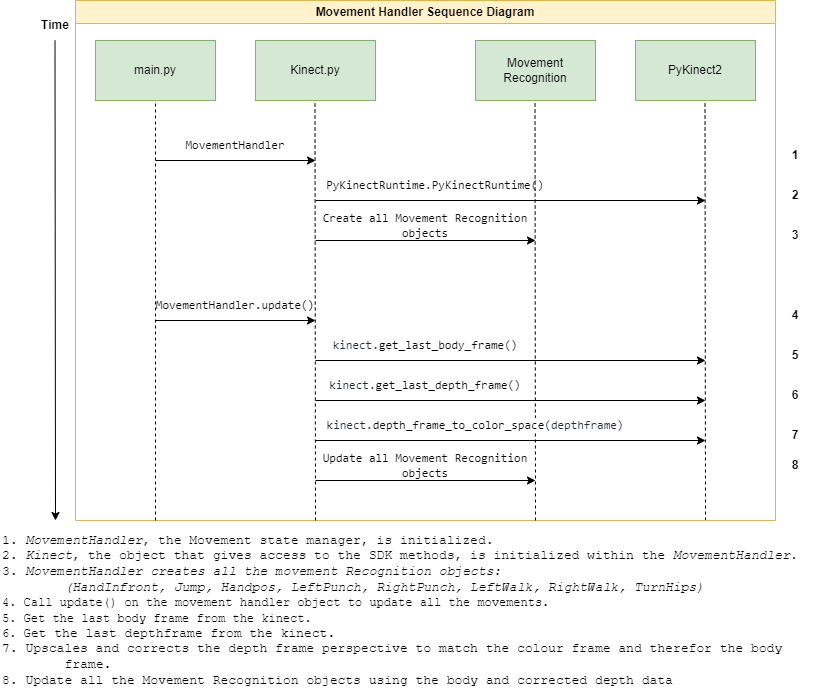 Movement Handler Sequence Diagram
Time
main.py
Kinect.py
Movement
Recognition
PyKinect2
MovementHandler
1
PyKinectRuntime.PyKinectRuntime()
2
Create all Movement Recognition
objects
3
MovementHandler.update()
4
kinect.get_last_body_frame()
5
kinect.get_last_depth_frame()
6
kinect.depth_frame_to_color_space(depthframe)
7
Update all Movement Recognition
objects
8
1. MovementHandler, the Movement state manager, is initialized.
2. Kinect, the object that gives access to the SDK methods, is initialized within the MovementHandler.
3. MovementHandler creates all the movement Recognition objects:
(HandInfront, Jump, Handpos, LeftPunch, RightPunch, LeftWalk, RightWalk, TurnHips)
4. Call update() on the movement handler object to update all the movements.
5. Get the last body frame from the kinect.
6. Get the last depthframe from the kinect.
7. Upscales and corrects the depth frame perspective to match the colour frame and therefor the body
frame.
8. Update all the Movement Recognition objects using the body and corrected depth data